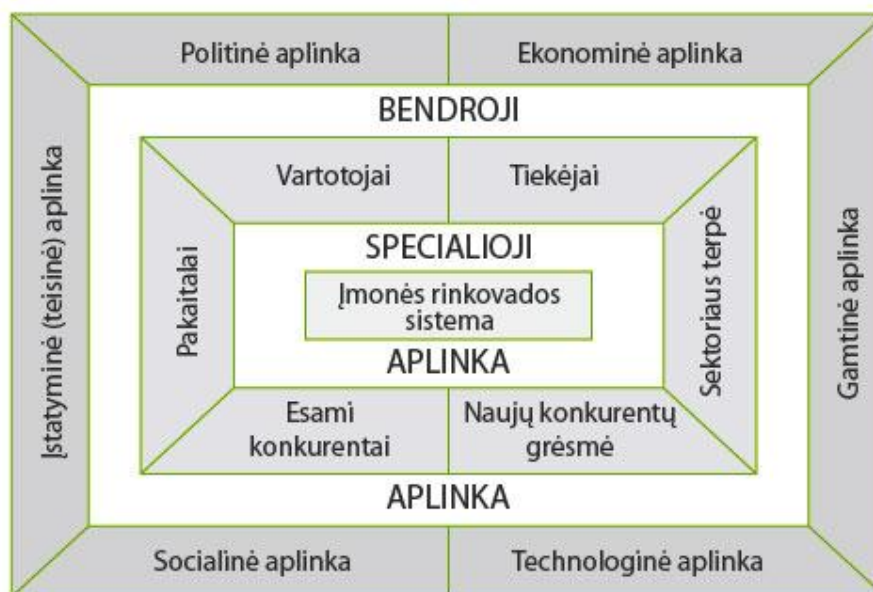 Politinė aplinka
Ekonominė aplinka
BENDROJI
Vartotojai
Tiekėjai
SPECIALIOJI
Įmonės rinkovados
sistema
APLINKA
Esami
konkurentai
Naujų konkurentų
grėsmė
APLINKA
Socialinė aplinka
Technologinė aplinka
Įstatyminė (teisinė) aplinka
Pakaitalai
Sektoriaus terpė
Gamtinė aplinka